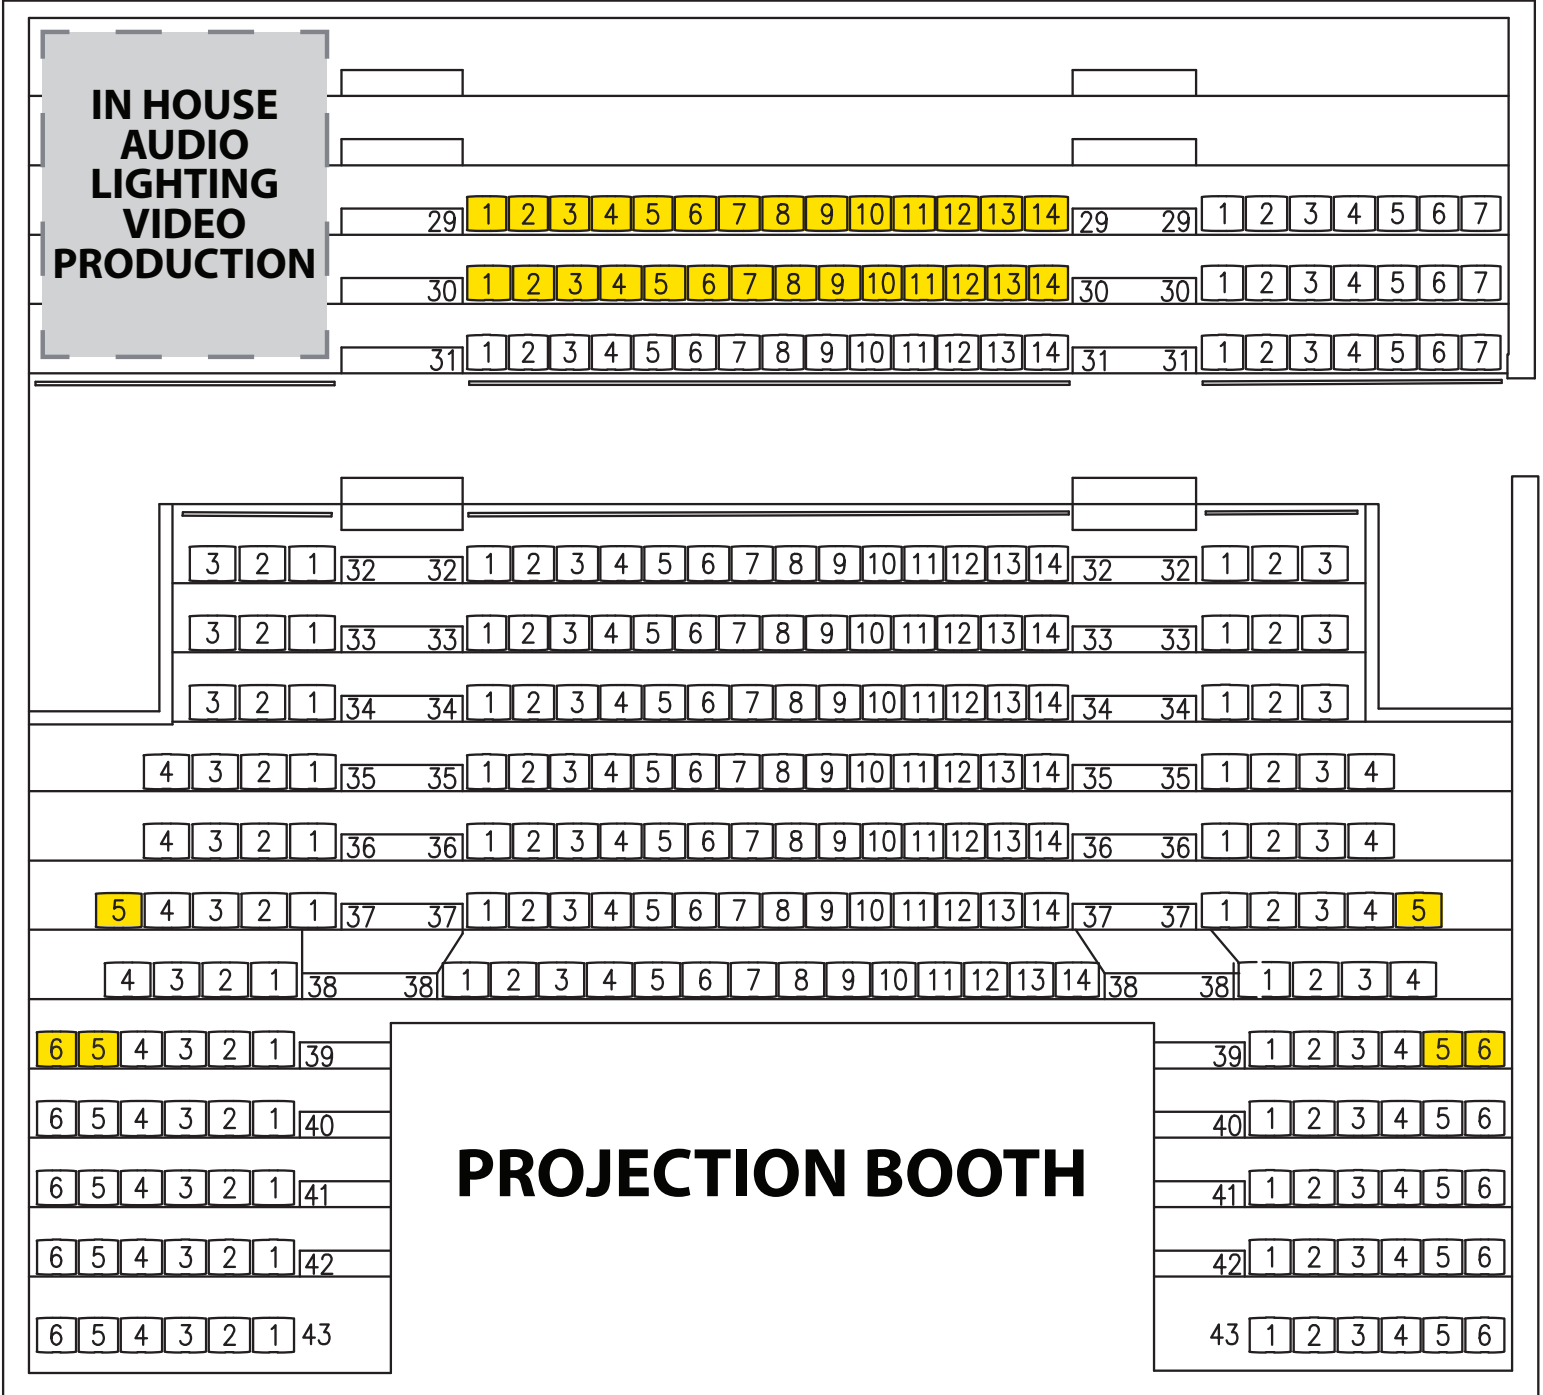 IN HOUSE
AUDIO
LIGHTING
VIDEO
PRODUCTION
29 1 2 3 4 5 6 7 8 9 10 11 12 13 14 29 29 1 2 3 4 5 6 7
30 1 2 3 4 5 6 7 8 9 10 11 12 13 14 30 30 1 2 3 4 5 6 7
31 1 2 3 4 5 6 7 8 9 10 11 12 13 14 31 31 1 2 3 4 5 6 7
3 2 1 32 32 1 2 3 4 5 6 7 8 9 10 11 12 13 14 32 32 1 2 3
3 2 1 33 33 1 2 3 4 5 6 7 8 9 10 11 12 13 14 33 33 1 2 3
3 2 1 34 34 1 2 3 4 5 6 7 8 9 10 11 12 13 14 34 34 1 2 3
4 3 2 1 35 35 1 2 3 4 5 6 7 8 9 10 11 12 13 14 35 35 1 2 3 4
4 3 2 1 36 36 1 2 3 4 5 6 7 8 9 10 11 12 13 14 36 36 1 2 3 4
5 4 3 2 1 37 37 1 2 3 4 5 6 7 8 9 10 11 12 13 14 37 37 1 2 3 4 5
4 3 2 1 38 38 1 2 3 4 5 6 7 8 9 10 11 12 13 14 38 38 1 2 3 4
6 5 4 3 2 1 39 39 1 2 3 4 5 6
6 5 4 3 2 1 40 40 1 2 3 4 5 6
PROJECTION BOOTH
6 5 4 3 2 1 41 41 1 2 3 4 5 6
6 5 4 3 2 1 42 42 1 2 3 4 5 6
6 5 4 3 2 1 43 43 1 2 3 4 5 6